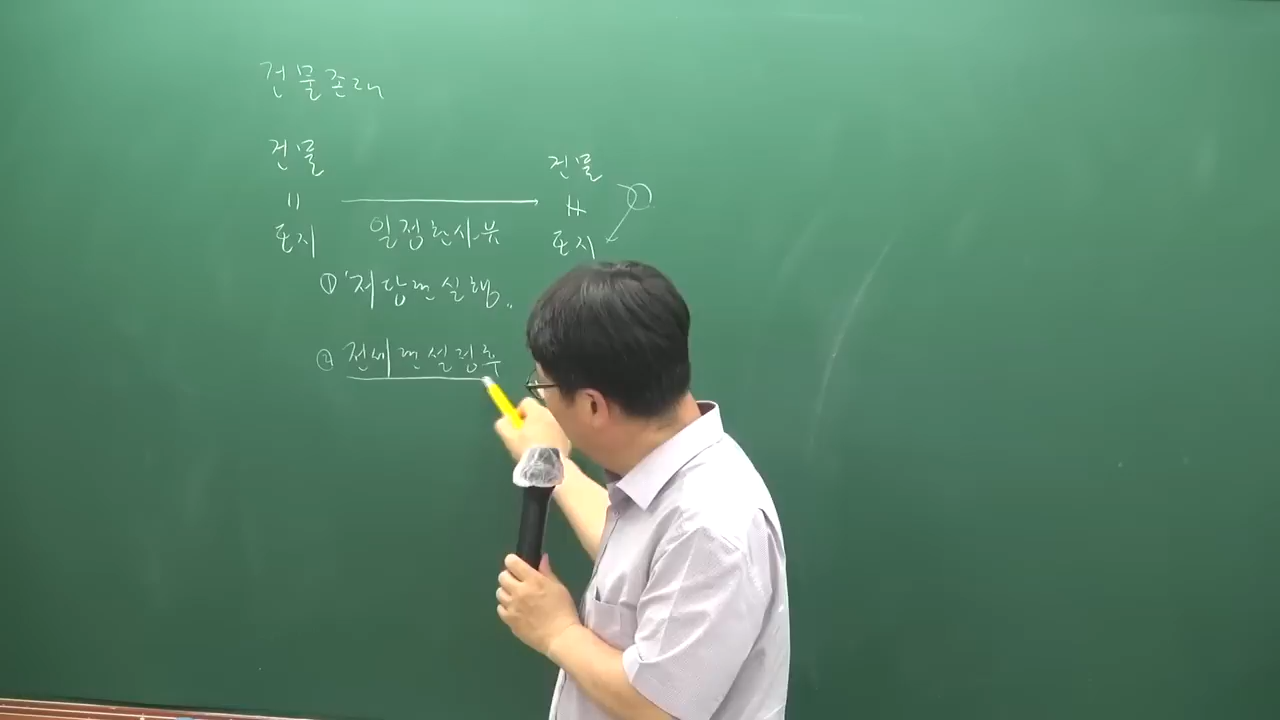 건물존재
건물 건물
= ≠
토지 일정한사유 토지
① 저당권실행..
② 전세권설정후